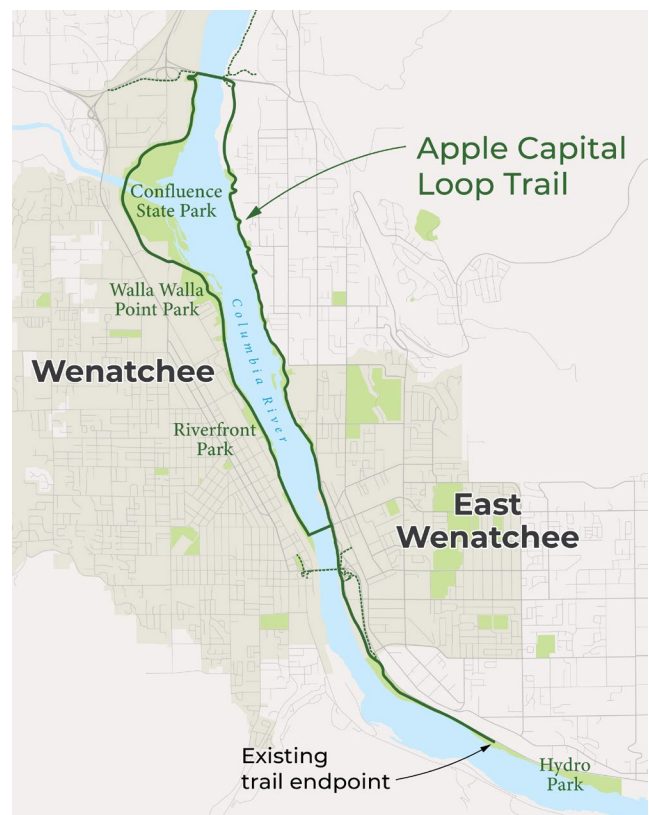 Apple Capital
Loop Trail
Confluence
State Park
Walla Walla
Point Park
Columbia River
Wenatchee
Riverfront
Park
East
Wenatchee
Existing
trail endpoint
Hydro
Park